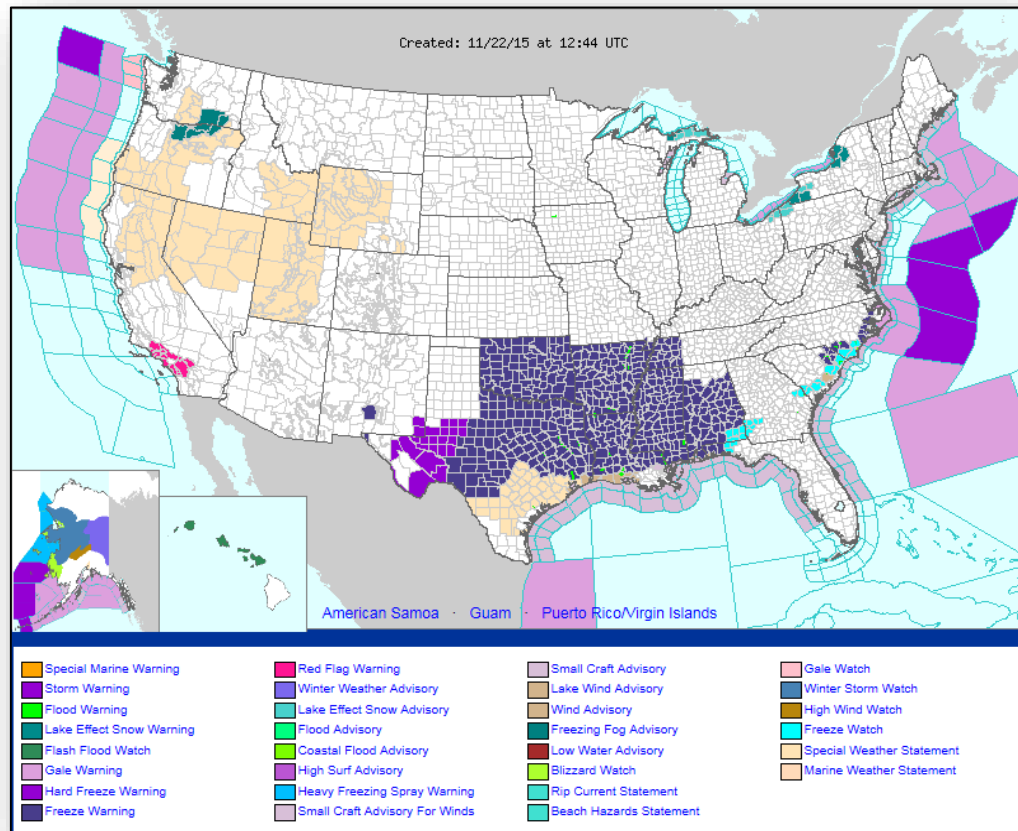 Created: 11/22/15 at 12:44 UTC
American Samoa · Guam · Puerto Rico/Virgin Islands
Special Marine Warning
Storm Warning
Flood Warning
Lake Effect Snow Warning
Flash Flood Watch
Gale Warning
Hard Freeze Warning
Freeze Warning
Red Flag Warning
Winter Weather Advisory
Lake Effect Snow Advisory
Flood Advisory
Coastal Flood Advisory
High Surf Advisory
Heavy Freezing Spray Warning
Small Craft Advisory For Winds
Small Craft Advisory
Lake Wind Advisory
Wind Advisory
Freezing Fog Advisory
Low Water Advisory
Blizzard Watch
Rip Current Statement
Beach Hazards Statement
Gale Watch
Winter Storm Watch
High Wind Watch
Freeze Watch
Special Weather Statement
Marine Weather Statement